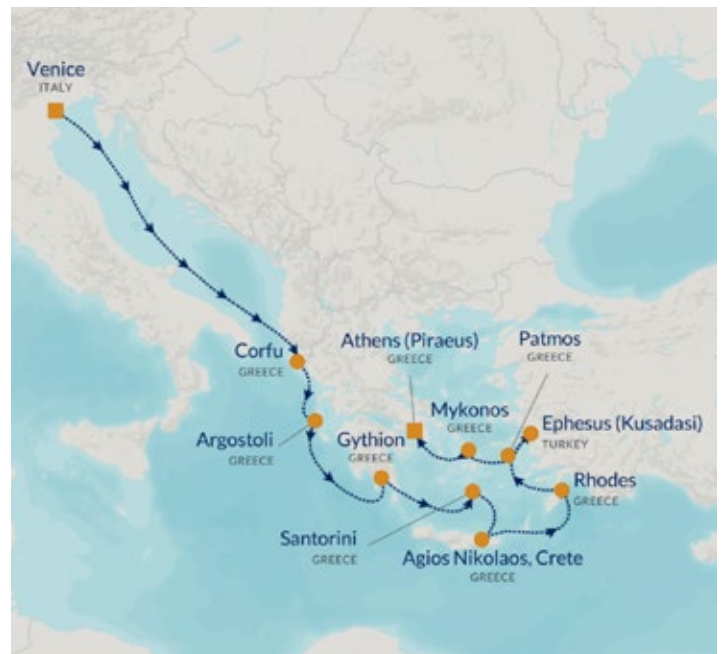 Venice
ITALY
Corfu
GREECE
Athens (Piraeus)
GREECE
Patmos
GREECE
Mykonos
GREECE
Ephesus (Kusadasi)
TURKEY
Argostoli
GREECE
Gythion
GREECE
Rhodes
GREECE
Santorini
GREECE
Agios Nikolaos, Crete
GREECE